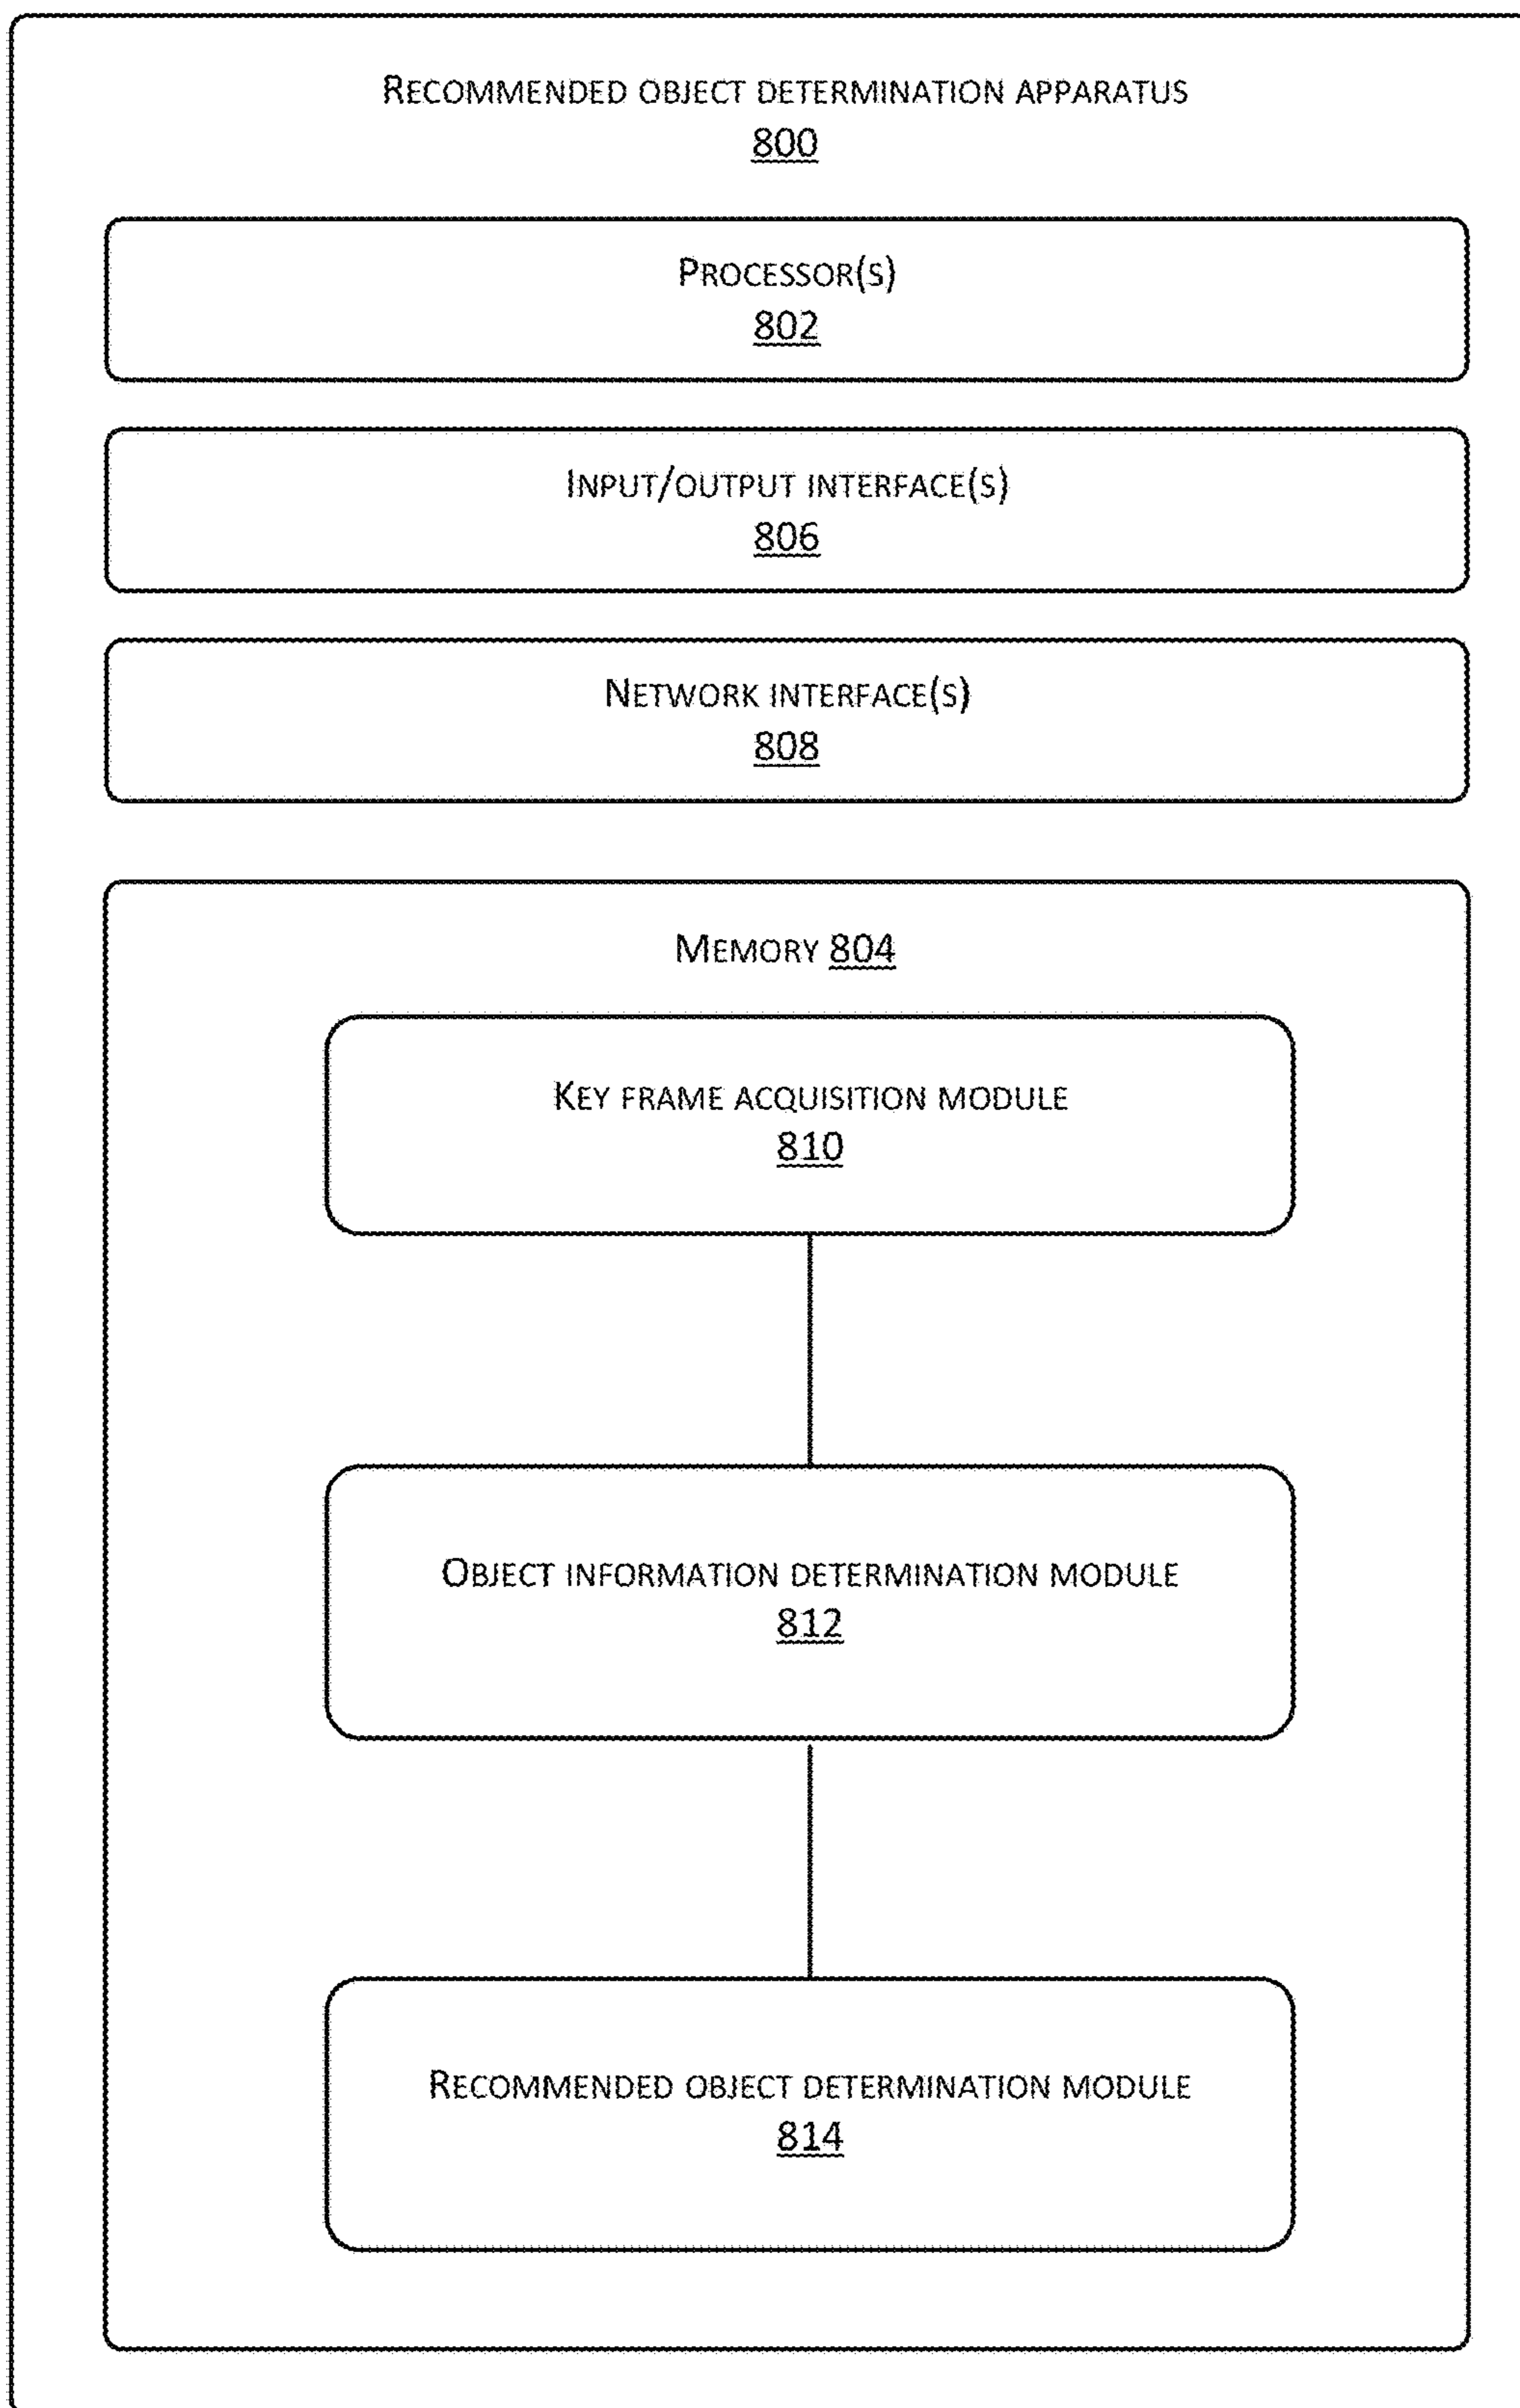 RECOMMENDED OBJECT DETERMINATION APPARATUS
800
PROCESSOR(S)
802
INPUT/OUTPUT INTERFACE(S)
806
NETWORK INTERFACE(S)
808
MEMORY 804
KEY FRAME ACQUISITION MODULE
810
OBJECT INFORMATION DETERMINATION MODULE
812
RECOMMENDED OBJECT DETERMINATION MODULE
814